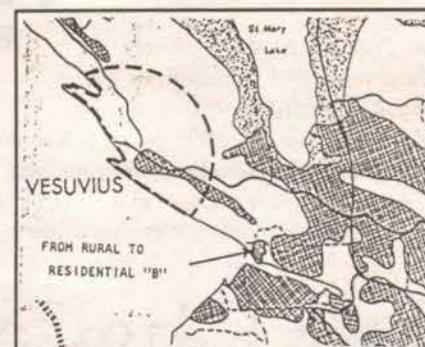 St Mary
Lake
VESUVIUS
FROM RURAL TO
RESIDENTIAL "B"